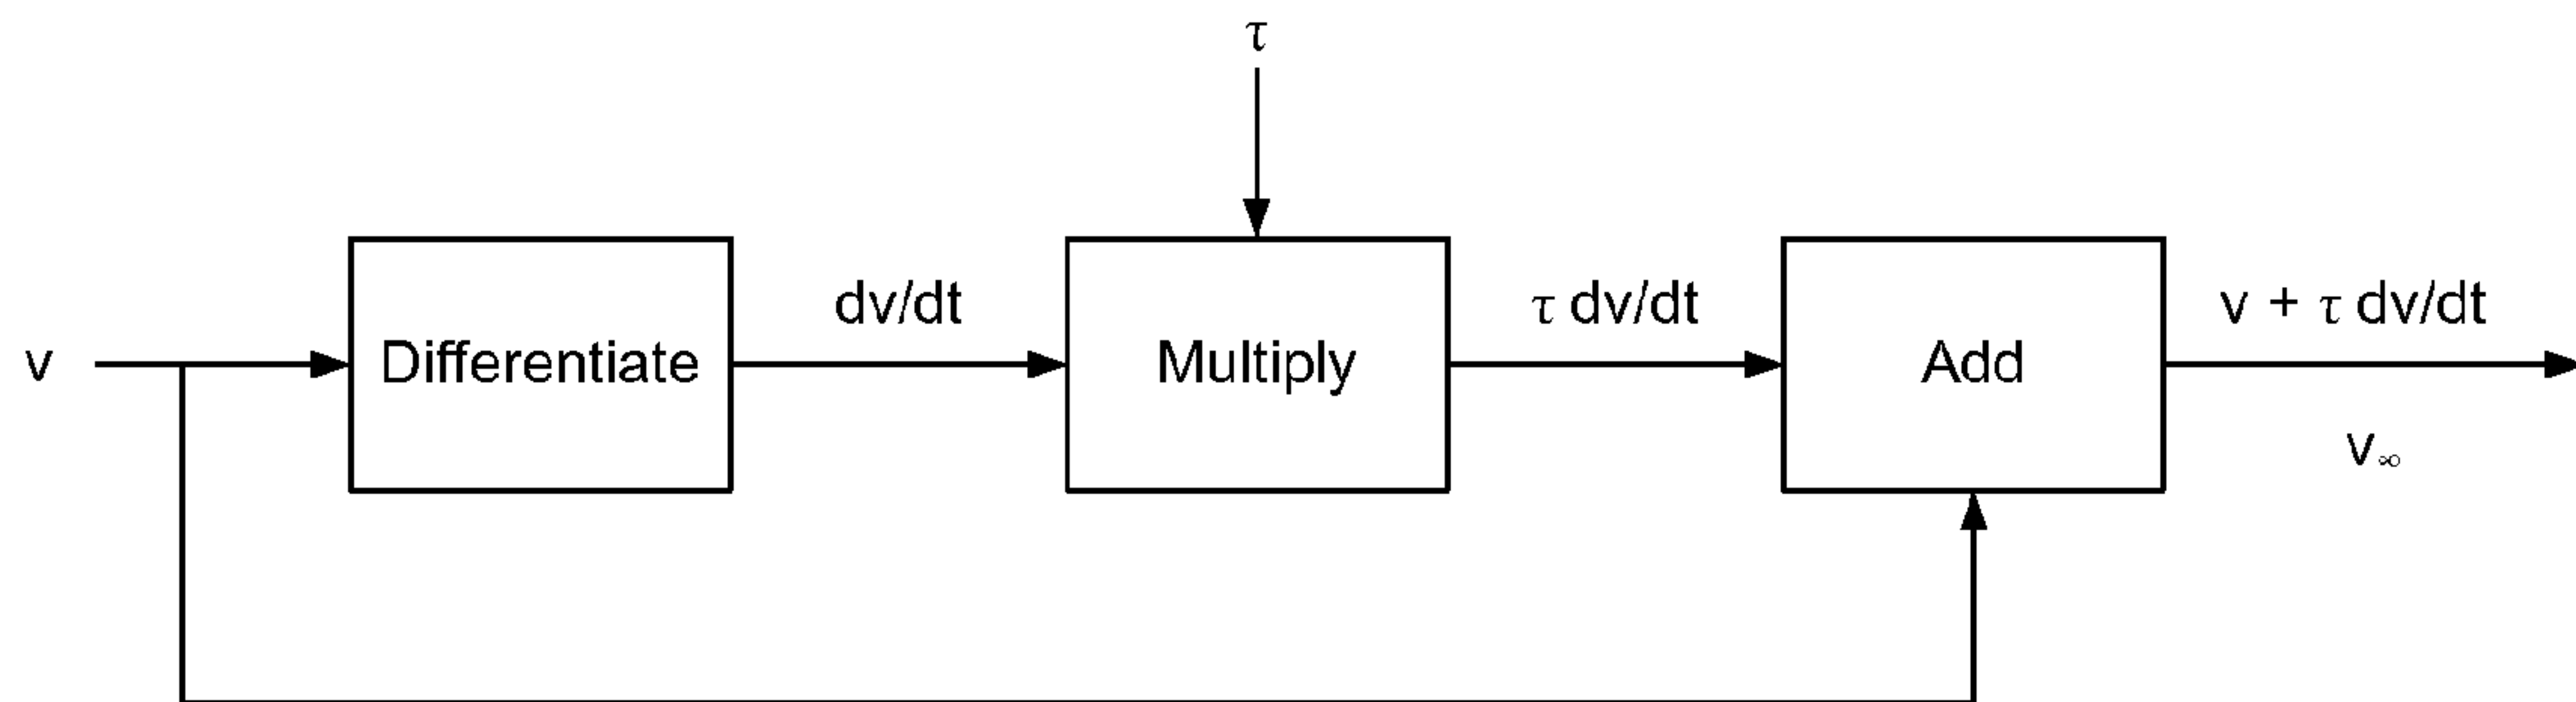 τ
dv/dt
τ dv/dt
v + τ dv/dt
v
Differentiate
Multiply
Add
v∞